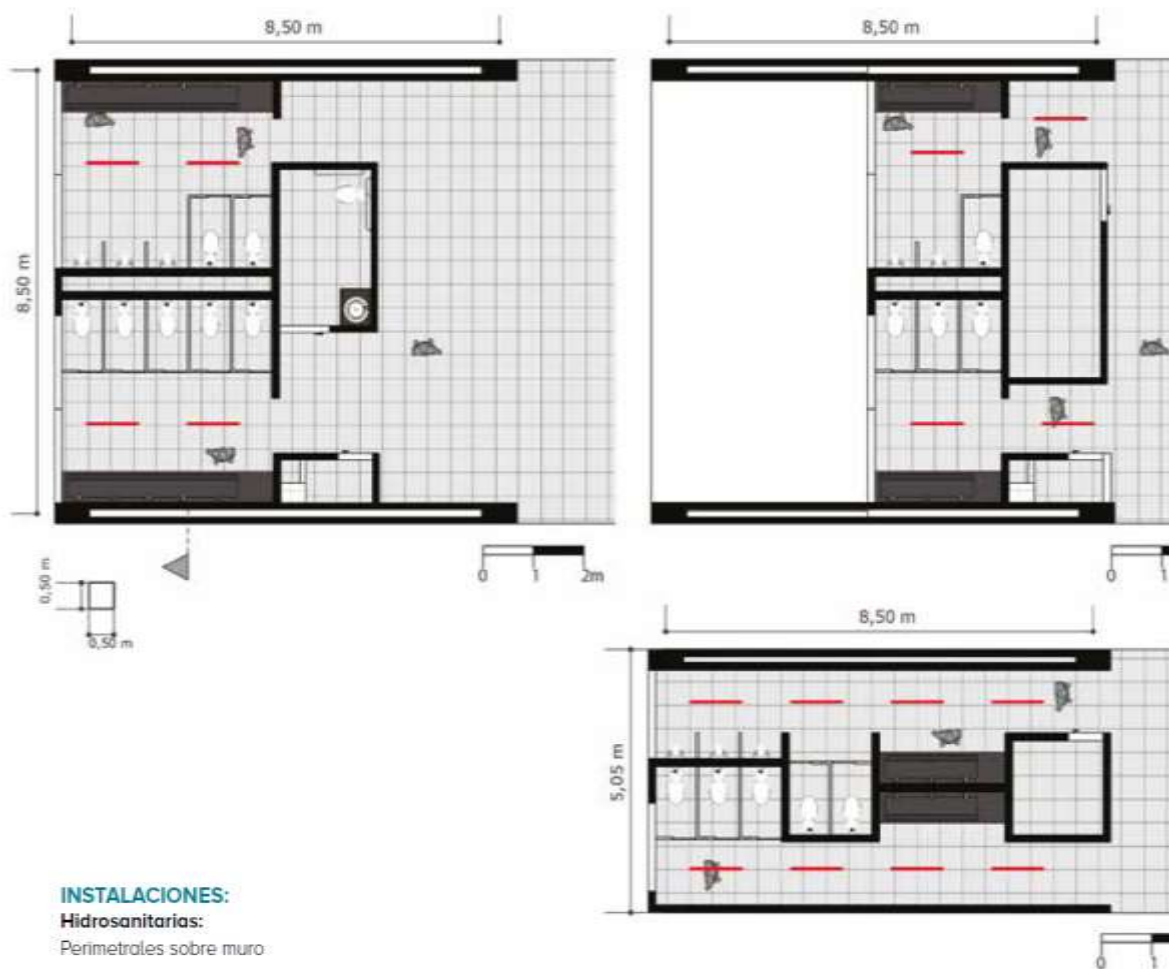 8,50 m
8,50 m
8,50 m
0 1 2m
0 1
0,50 m
0,50 m
8,50 m
5,05 m
0 1
INSTALACIONES:
Hidrosanitarias:
Perimetrales sobre muro